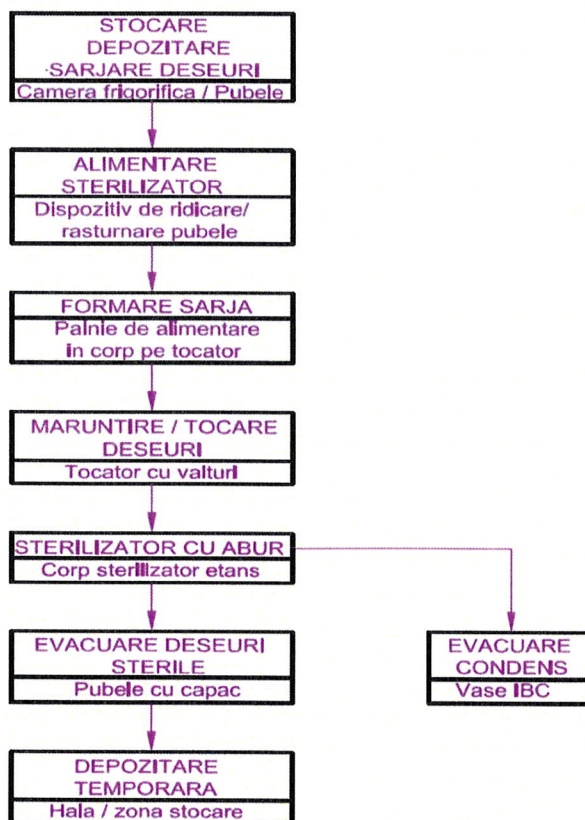 STOCARE
DEPOZITARE
SARJARE DESEURI
Camera frigorifica / Pubele
ALIMENTARE
STERILIZATOR
Dispozitiv de ridicare/
rasturnare pubele
FORMARE SARJA
Palnie de alimentare
in corp pe tocator
MARUNTIRE / TOCARE
DESEURI
Tocator cu valturi
STERILIZATOR CU ABUR
Corp sterilizator etans
EVACUARE DESEURI
STERILE
Pubele cu capac
EVACUARE
CONDENS
Vase IBC
DEPOZITARE
TEMPORARA
Hala / zona stocare